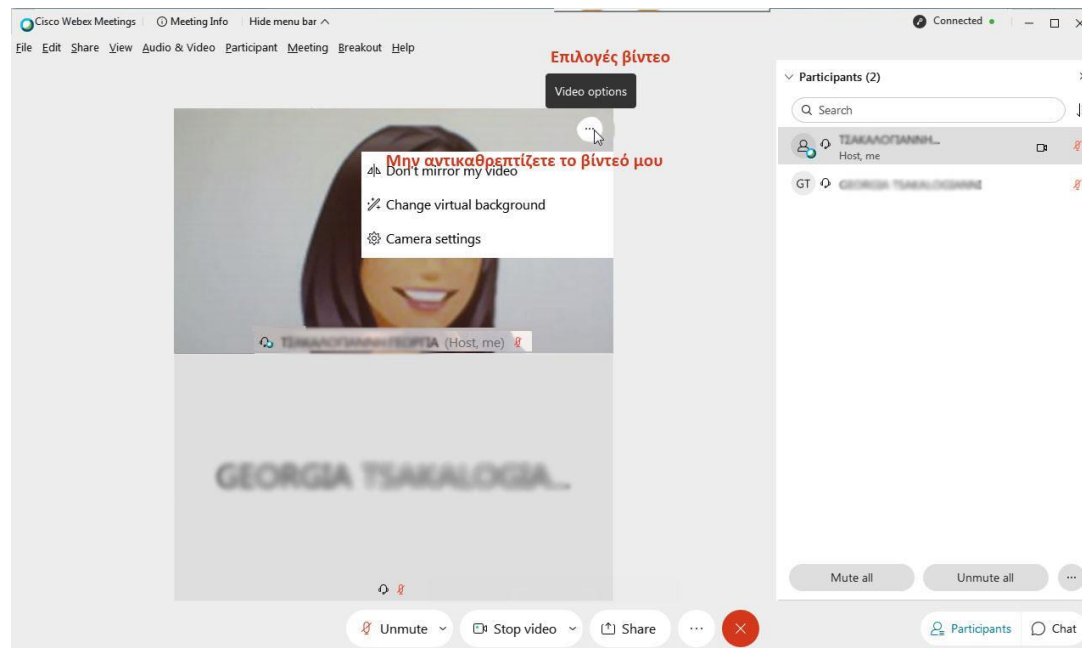 Cisco Webex Meetings Meeting Info Hide menu bar
Connected
File Edit Share View Audio & Video Participant Meeting Breakout Help
Επιλογές βίντεο
Video options
Μην αντικαθρεπτίζετε το βίντεό μου
Don't mirror my video
Change virtual background
Camera settings
(Host, me)
GEORGIA
Unmute Stop video Share
Participants (2)
Search
Host, me
GT
Mute all Unmute all
Participants Chat